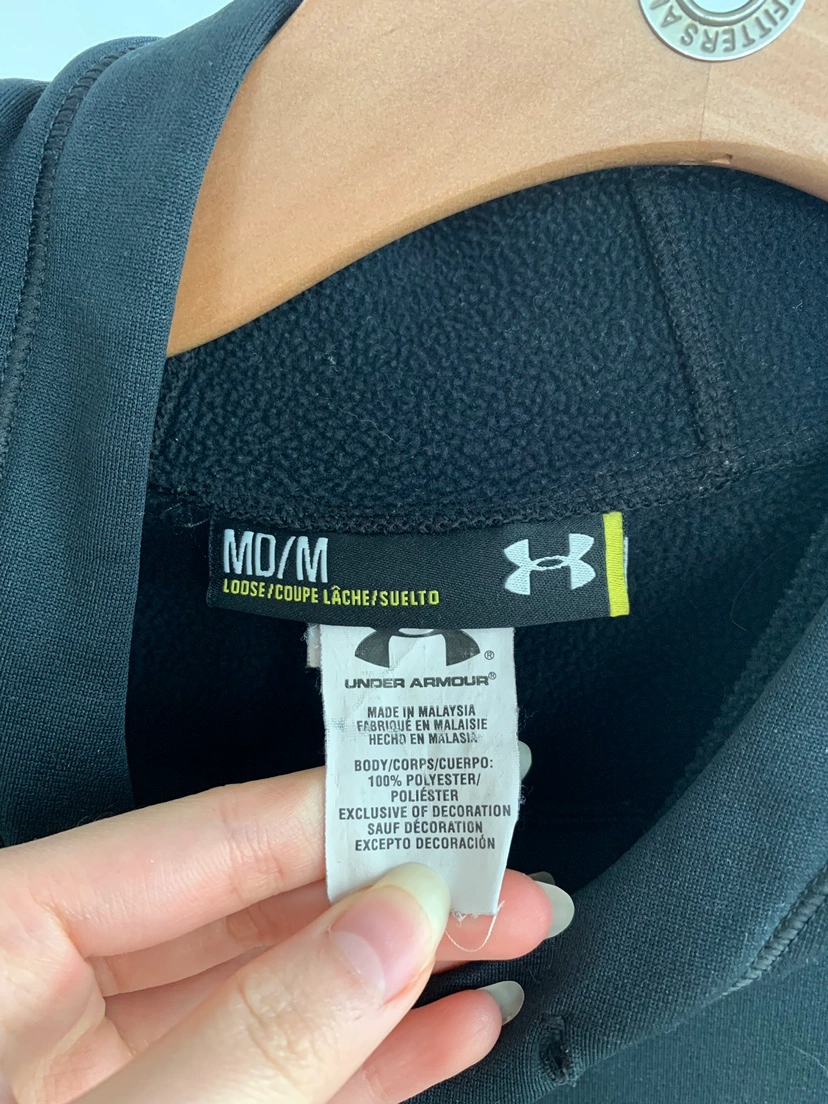 FITTERS A
MD/M
LOOSE/COUPE LÂCHE/SUELTO
®
UNDER ARMOUR®
MADE IN MALAYSIA
FABRIQUÉ EN MALAISIE
HECHO EN MALASIA
BODY/CORPS/CUERPO:
100% POLYESTER/
POLIÉSTER
EXCLUSIVE OF DECORATION
SAUF DÉCORATION
EXCEPTO DECORACIÓN